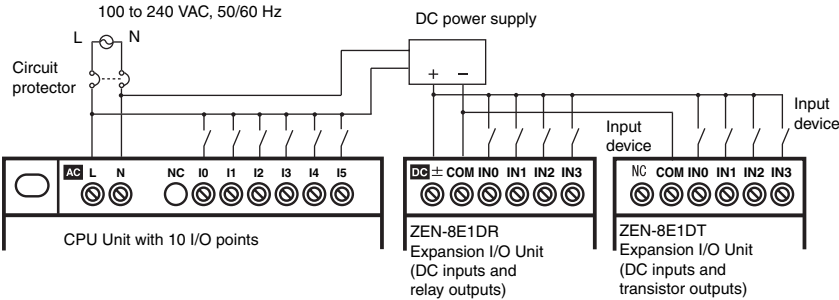 100 to 240 VAC, 50/60 Hz
DC power supply
L N
Circuit
protector
+ −
Input
device
Input
device
AC L N NC I0 I1 I2 I3 I4 I5
DC ± COM IN0 IN1 IN2 IN3
NC COM IN0 IN1 IN2 IN3
CPU Unit with 10 I/O points
ZEN-8E1DR
Expansion I/O Unit
(DC inputs and
relay outputs)
ZEN-8E1DT
Expansion I/O Unit
(DC inputs and
transistor outputs)